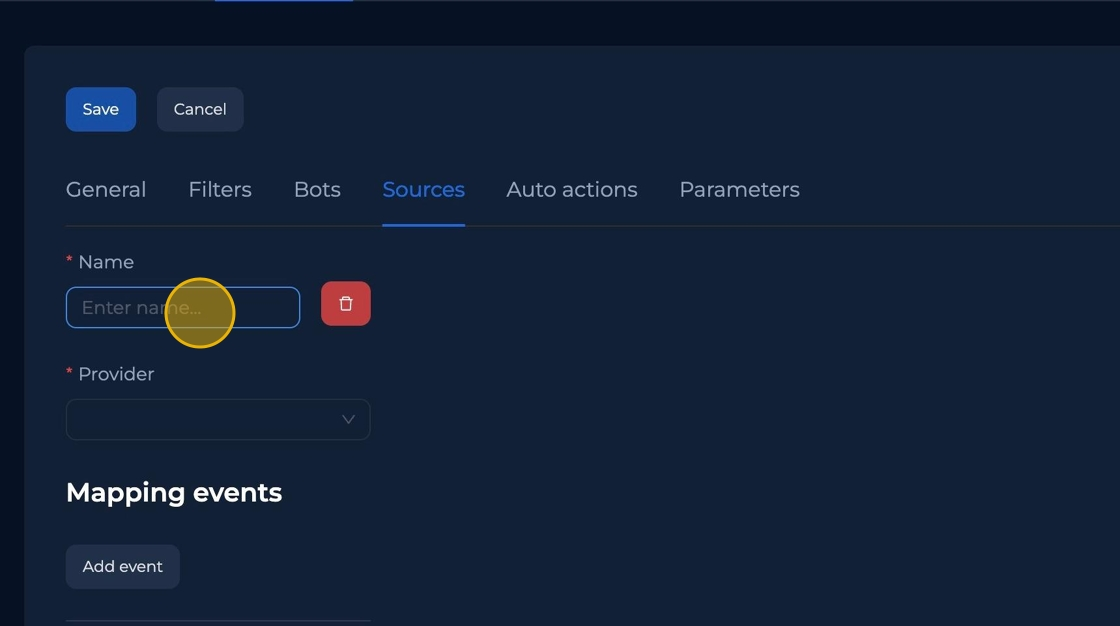 Save Cancel
General Filters Bots Sources Auto actions Parameters
* Name
Enter name...
* Provider
Mapping events
Add event